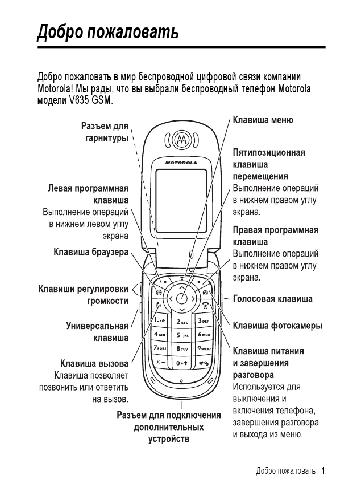 Добро пожаловать
Добро пожаловать в мир беспроводной цифровой связи компании
Motorola! Мы рады, что вы выбрали беспроводный телефон Motorola
модели V635 GSM.
Разъем для
гарнитуры
Левая программная
клавиша
Выполнение операций
в нижнем левом углу
экрана
Клавиша браузера
Клавиши регулировки
громкости
Универсальная
клавиша
Клавиша вызова
Клавиша позволяет
позвонить или ответить
на вызов.
Разъем для подключения
дополнительных
устройств
Клавиша меню
Пятипозиционная
клавиша
перемещения
Выполнение операций
в нижнем правом углу
экрана.
Правая программная
клавиша
Выполнение операций
в нижнем правом углу
экрана.
Голосовая клавиша
Клавиша фотокамеры
Клавиша питания
и завершения
разговора
Используется для
выключения и
включения телефона,
завершения разговора
и выхода из меню.
MOTOROLA
Добро пожаловать 1